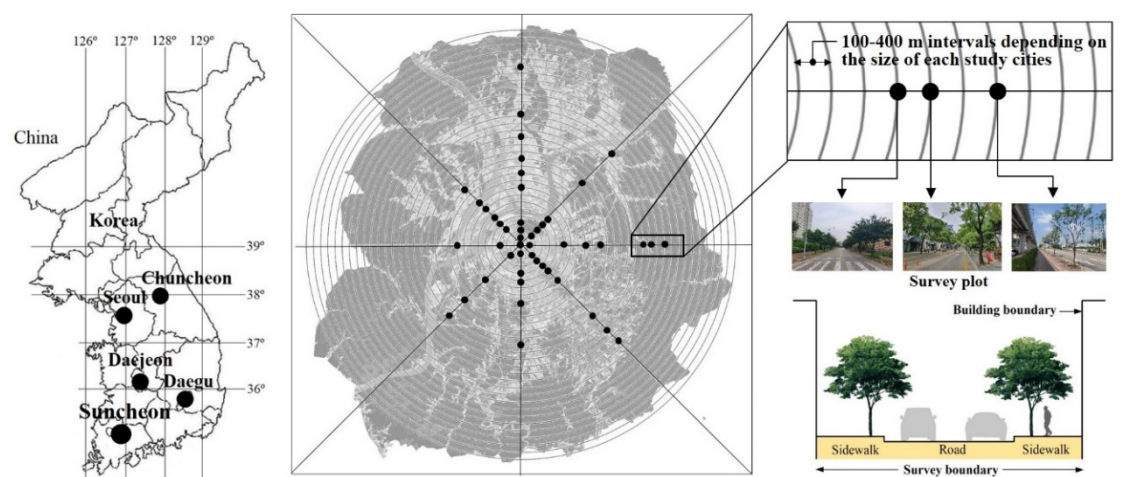 126° 127° 128° 129°
China
Korea
39°
Chuncheon
Seoul
38°
37°
Daejeon
Daegu
36°
Suncheon
100-400 m intervals depending on
the size of each study cities
Survey plot
Building boundary
Sidewalk Road Sidewalk
Survey boundary